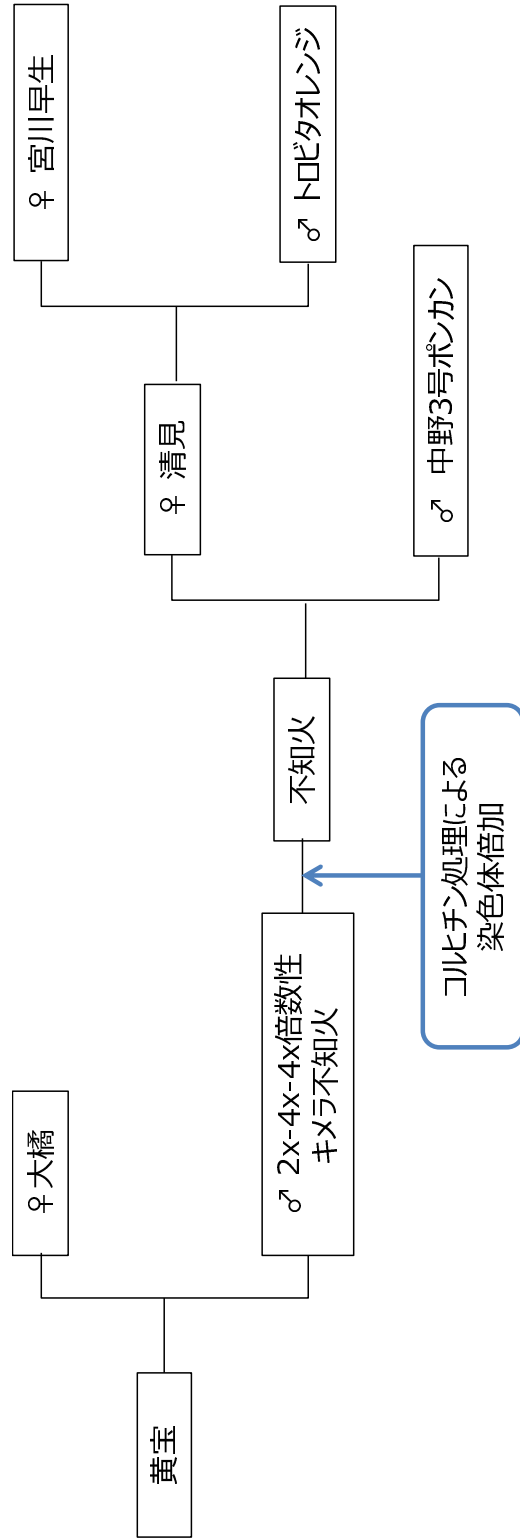 黄宝
♀大橘
♂ 2x-4x-4x倍数性
キメラ不知火
コルヒチン処理による
染色体倍加
不知火
♀ 清見
♂ 中野3号ポンカン
♀ 宮川早生
♂ トロビタオレンジ